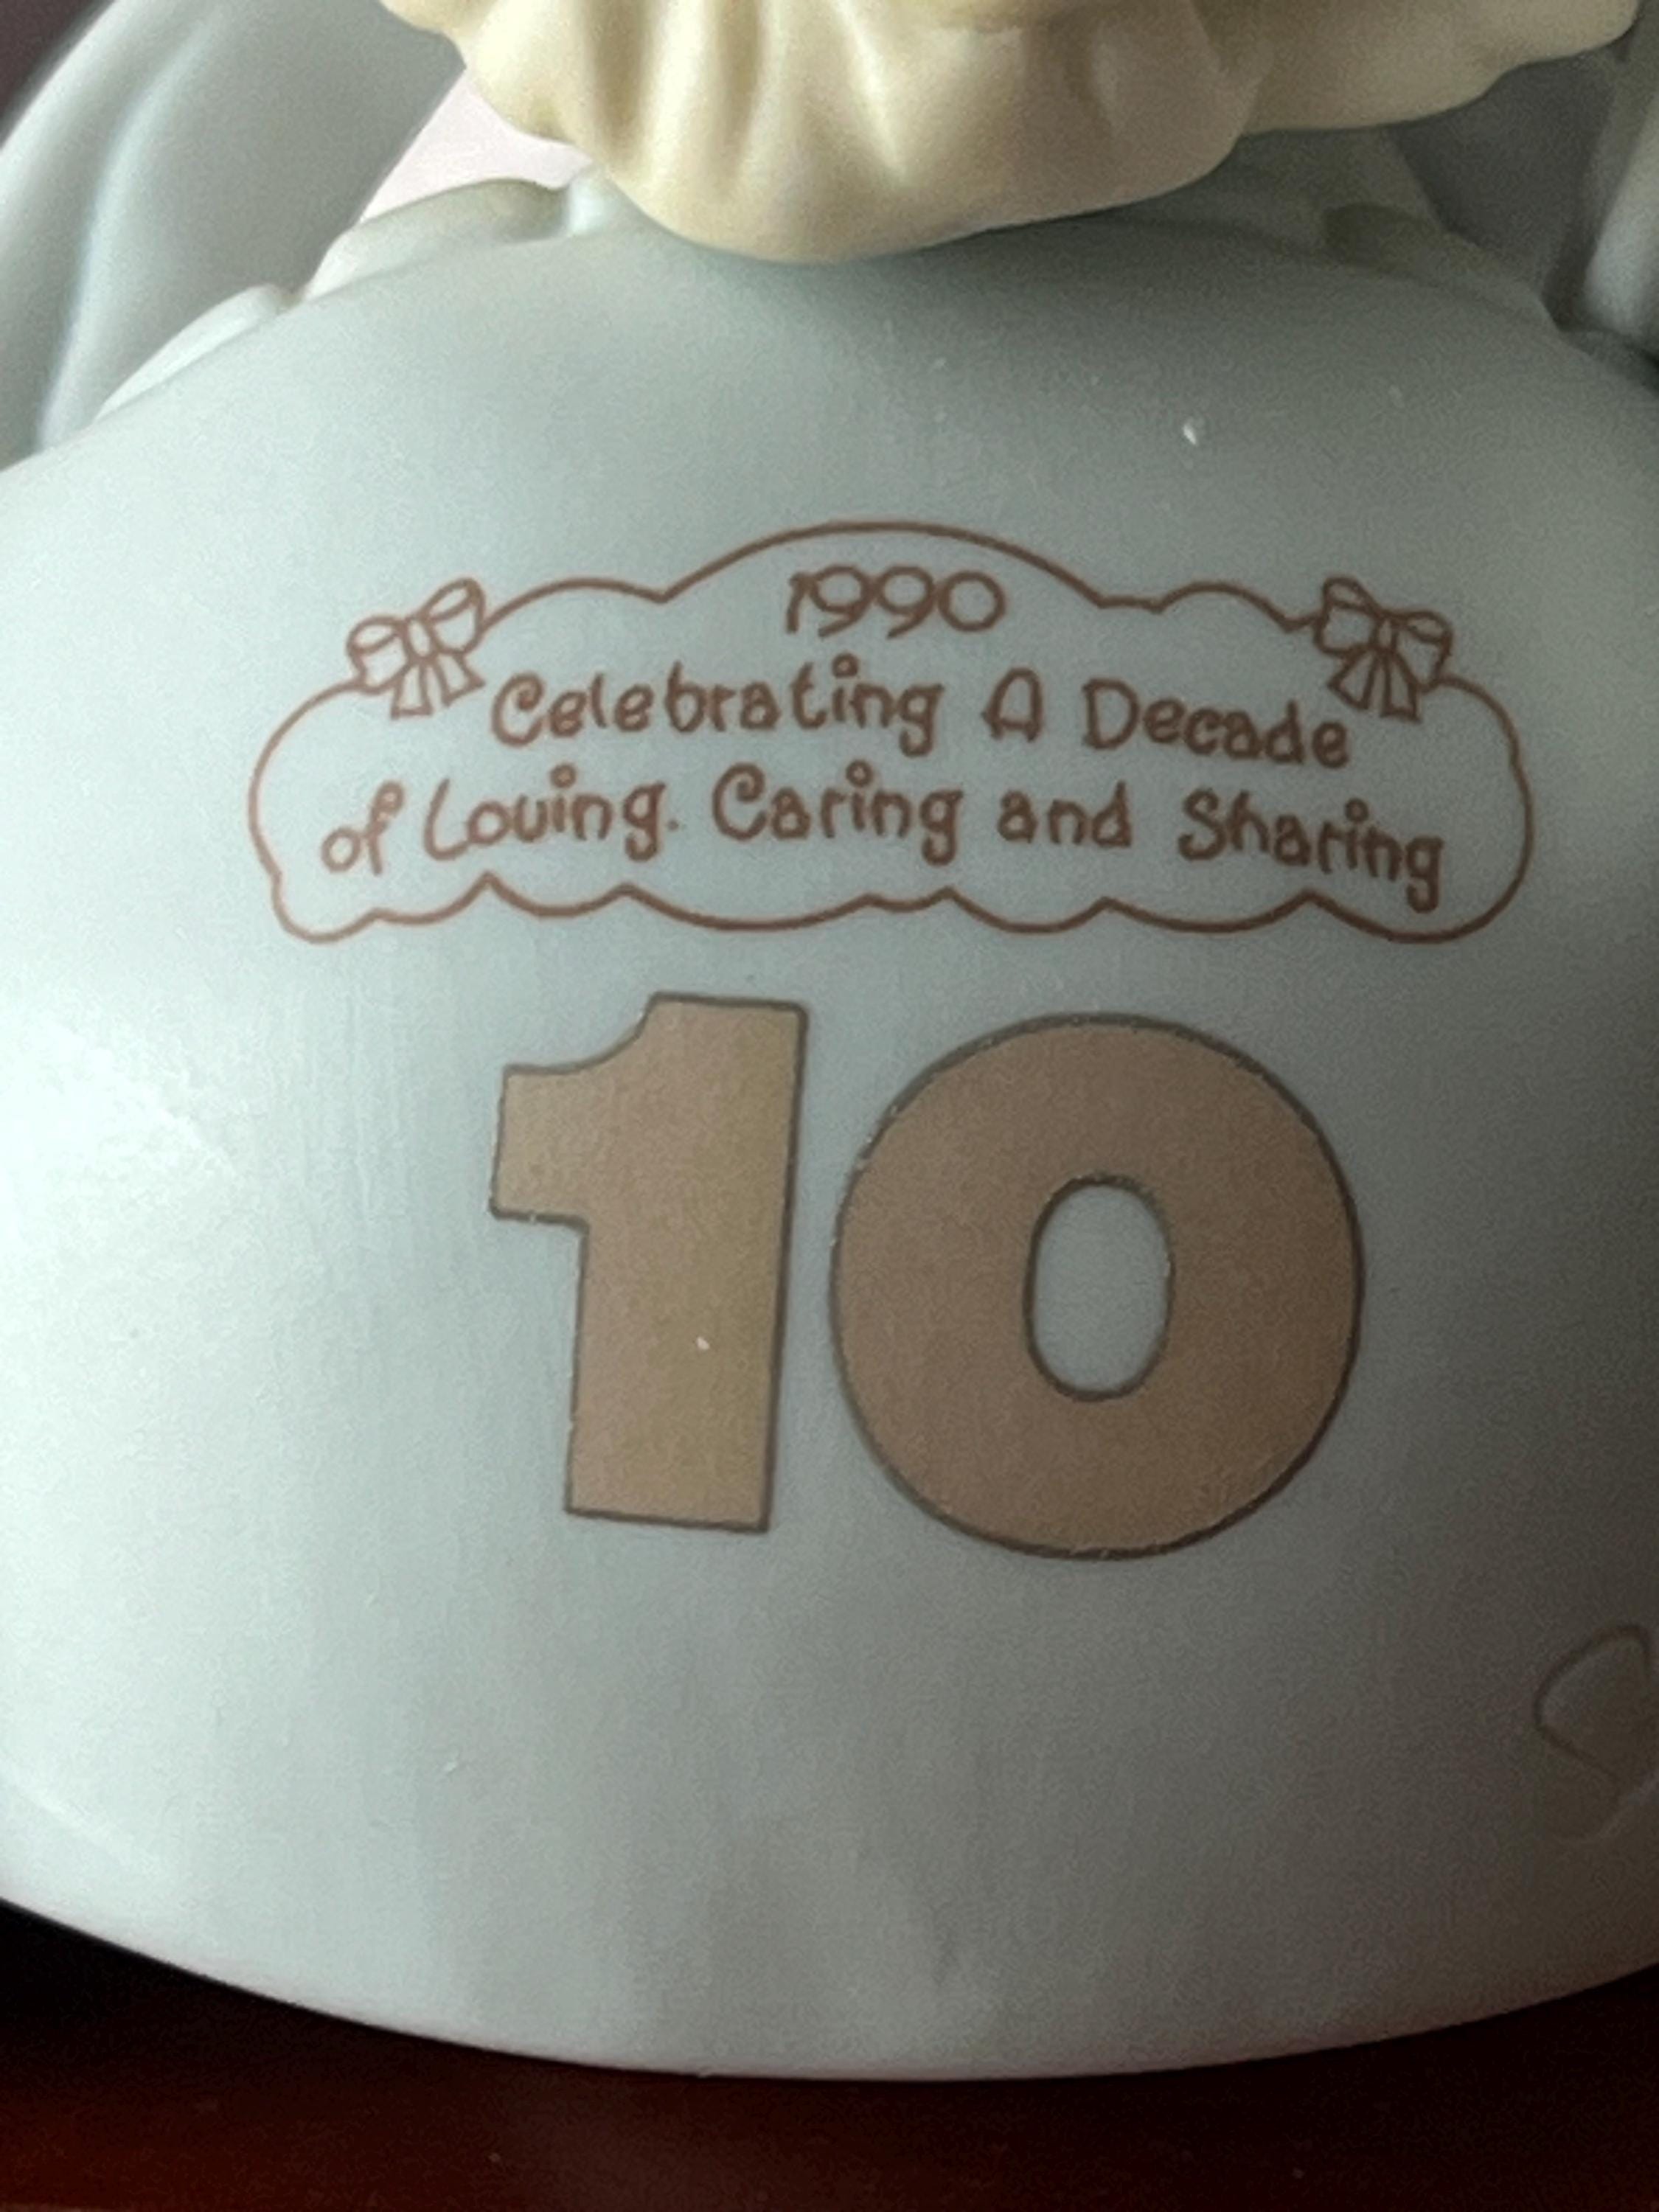 1990
Celebrating A Decade
of Loving. Caring and Sharing
10